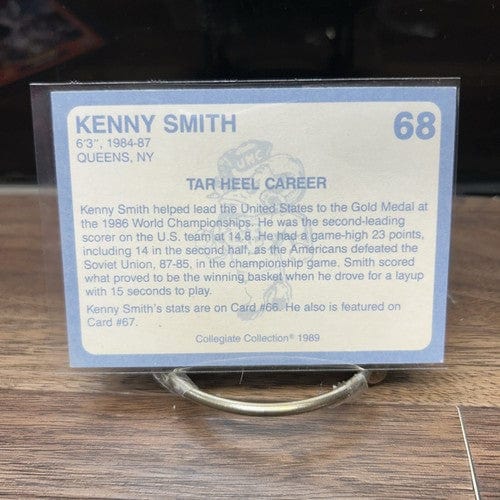 KENNY SMITH
68
6'3", 1984-87
QUEENS, NY
UNC
TAR HEEL CAREER
Kenny Smith helped lead the United States to the Gold Medal at
the 1986 World Championships. He was the second-leading
scorer on the U.S. team at 14.8. He had a game-high 23 points,
including 14 in the second half, as the Americans defeated the
Soviet Union, 87-85, in the championship game. Smith scored
what proved to be the winning basket when he drove for a layup
with 15 seconds to play.
Kenny Smith's stats are on Card #66. He also is featured on
Card #67.
Collegiate Collection® 1989